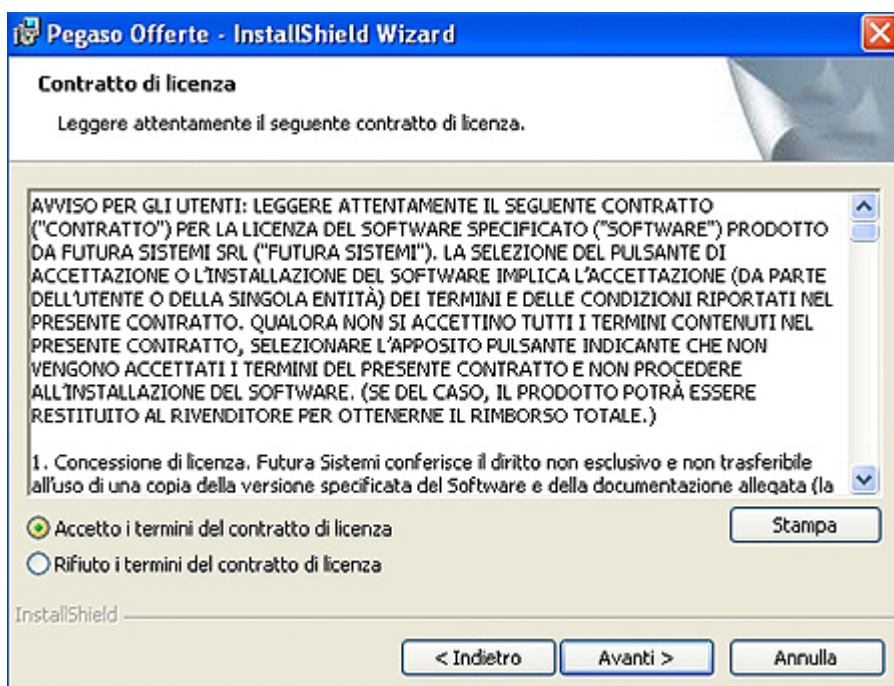 Pegaso Offerte - InstallShield Wizard
Contratto di licenza
Leggere attentamente il seguente contratto di licenza.
AVVISO PER GLI UTENTI: LEGGERE ATTENTAMENTE IL SEGUENTE CONTRATTO
("CONTRATTO") PER LA LICENZA DEL SOFTWARE SPECIFICATO ("SOFTWARE") PRODOTTO
DA FUTURA SISTEMI SRL ("FUTURA SISTEMI"). LA SELEZIONE DEL PULSANTE DI
ACCETTAZIONE O L'INSTALLAZIONE DEL SOFTWARE IMPLICA L'ACCETTAZIONE (DA PARTE
DELL'UTENTE O DELLA SINGOLA ENTITÀ) DEI TERMINI E DELLE CONDIZIONI RIPORTATI NEL
PRESENTE CONTRATTO. QUALORA NON SI ACCETTINO TUTTI I TERMINI CONTENUTI NEL
PRESENTE CONTRATTO, SELEZIONARE L'APPOSITO PULSANTE INDICANTE CHE NON
VENGONO ACCETTATI I TERMINI DEL PRESENTE CONTRATTO E NON PROCEDERE
ALL'INSTALLAZIONE DEL SOFTWARE. (SE DEL CASO, IL PRODOTTO POTRÀ ESSERE
RESTITUITO AL RIVENDITORE PER OTTENERNE IL RIMBORSO TOTALE.)
1. Concessione di licenza. Futura Sistemi conferisce il diritto non esclusivo e non trasferibile
all'uso di una copia della versione specificata del Software e della documentazione allegata (la
Accetto i termini del contratto di licenza
Stampa
Rifiuto i termini del contratto di licenza
InstallShield
< Indietro
Avanti >
Annulla